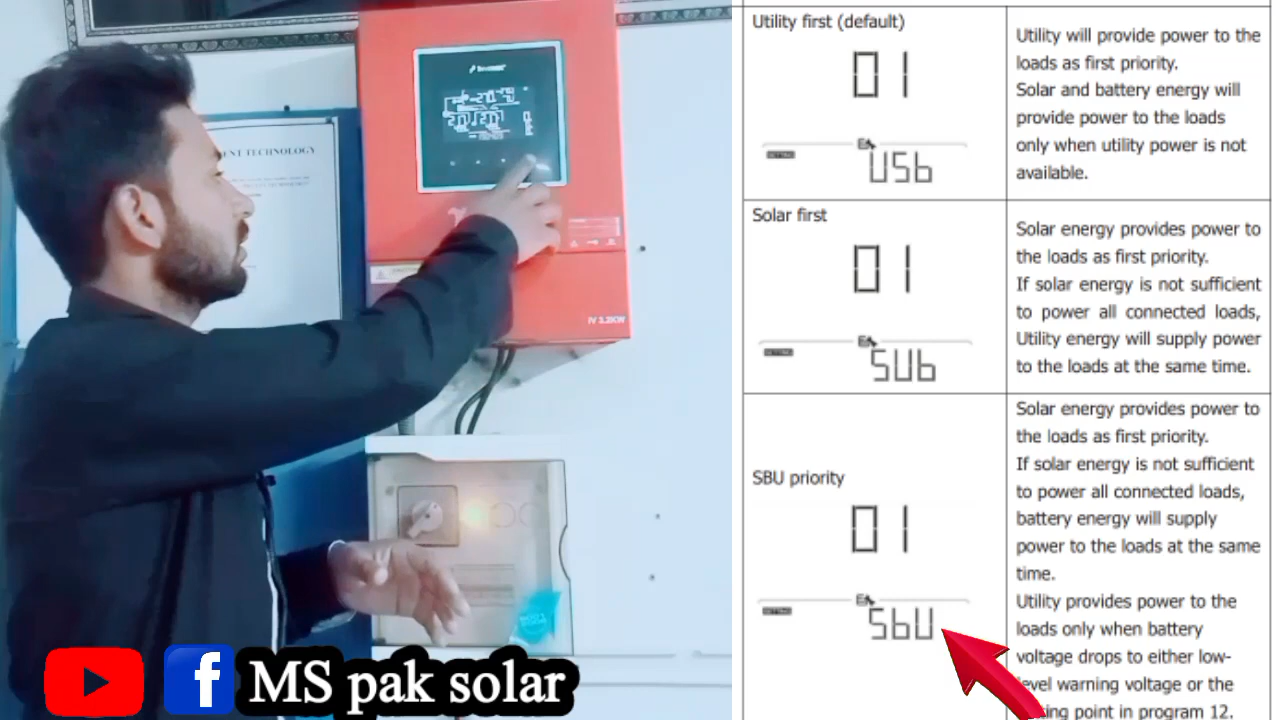 ENT TECHNOLOGY
IV 3.2KW
MS pak solar
Utility first (default)
01
USb
Utility will provide power to the
loads as first priority.
Solar and battery energy will
provide power to the loads
only when utility power is not
available.
Solar first
01
SUb
Solar energy provides power to
the loads as first priority.
If solar energy is not sufficient
to power all connected loads,
Utility energy will supply power
to the loads at the same time.
SBU priority
01
SbU
Solar energy provides power to
the loads as first priority.
If solar energy is not sufficient
to power all connected loads,
battery energy will supply
power to the loads at the same
time.
Utility provides power to the
loads only when battery
voltage drops to either low-
level warning voltage or the
point in program 12.